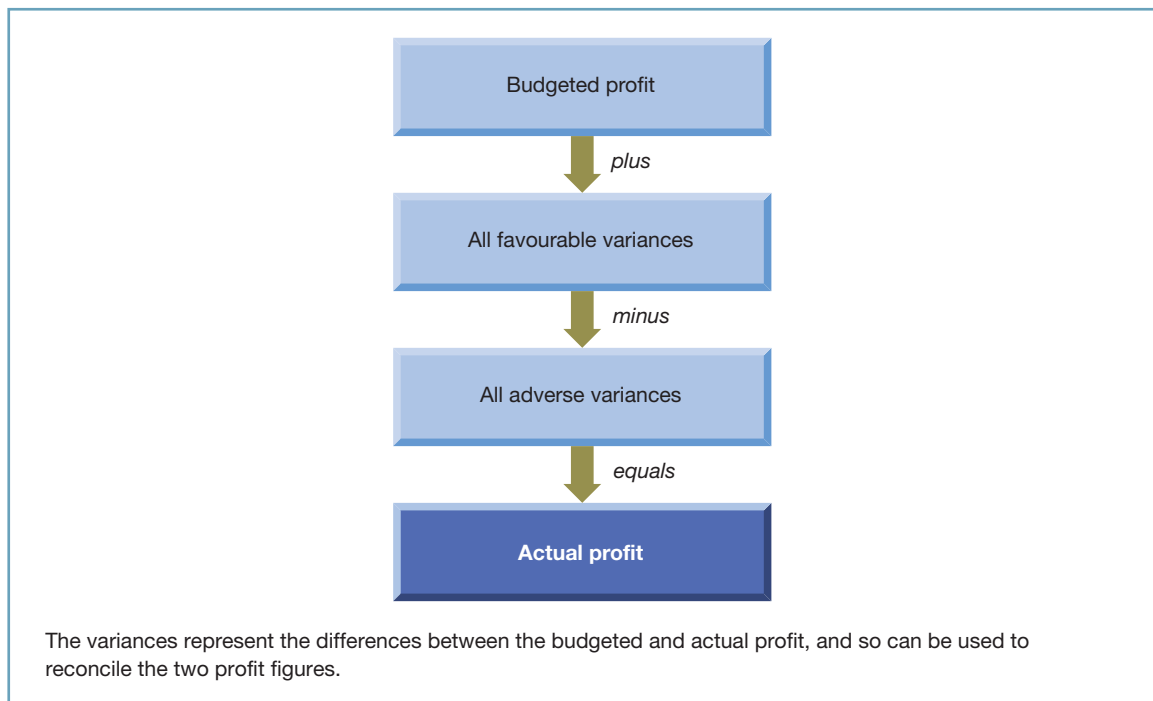 Budgeted profit
plus
All favourable variances
minus
All adverse variances
equals
Actual profit
The variances represent the differences between the budgeted and actual profit, and so can be used to
reconcile the two profit figures.